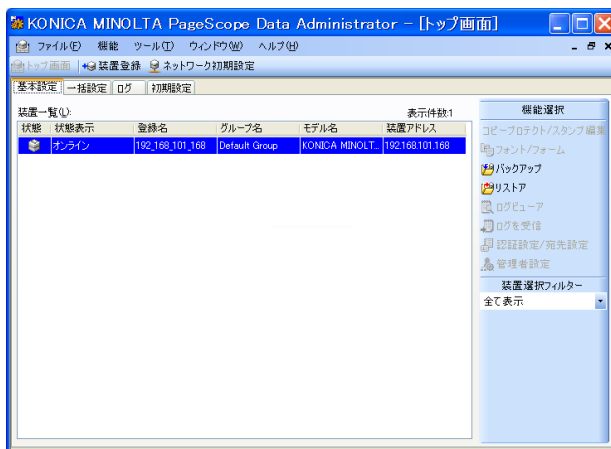 KONICA MINOLTA PageScope Data Administrator - [トップ画面]
ファイル(F) 機能 ツール(T) ウィンドウ(W) ヘルプ(H)
トップ画面 装置登録 ネットワーク初期設定
基本設定 一括設定 ログ 初期設定
装置一覧(L): 表示件数:1
状態 状態表示 登録名 グループ名 モデル名 装置アドレス
オンライン 192_168_101_168 Default Group KONICA MINOLT... 192.168.101.168
機能選択
コピープロテクト/スタンプ編集
フォント/フォーム
バックアップ
リストア
ログビューア
ログを受信
認証設定/宛先設定
管理者設定
装置選択フィルター
全て表示